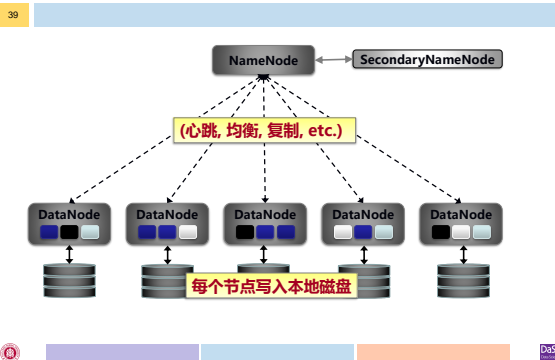 39
NameNode
SecondaryNameNode
(心跳, 均衡, 复制, etc.)
DataNode
DataNode
DataNode
DataNode
DataNode
每个节点写入本地磁盘